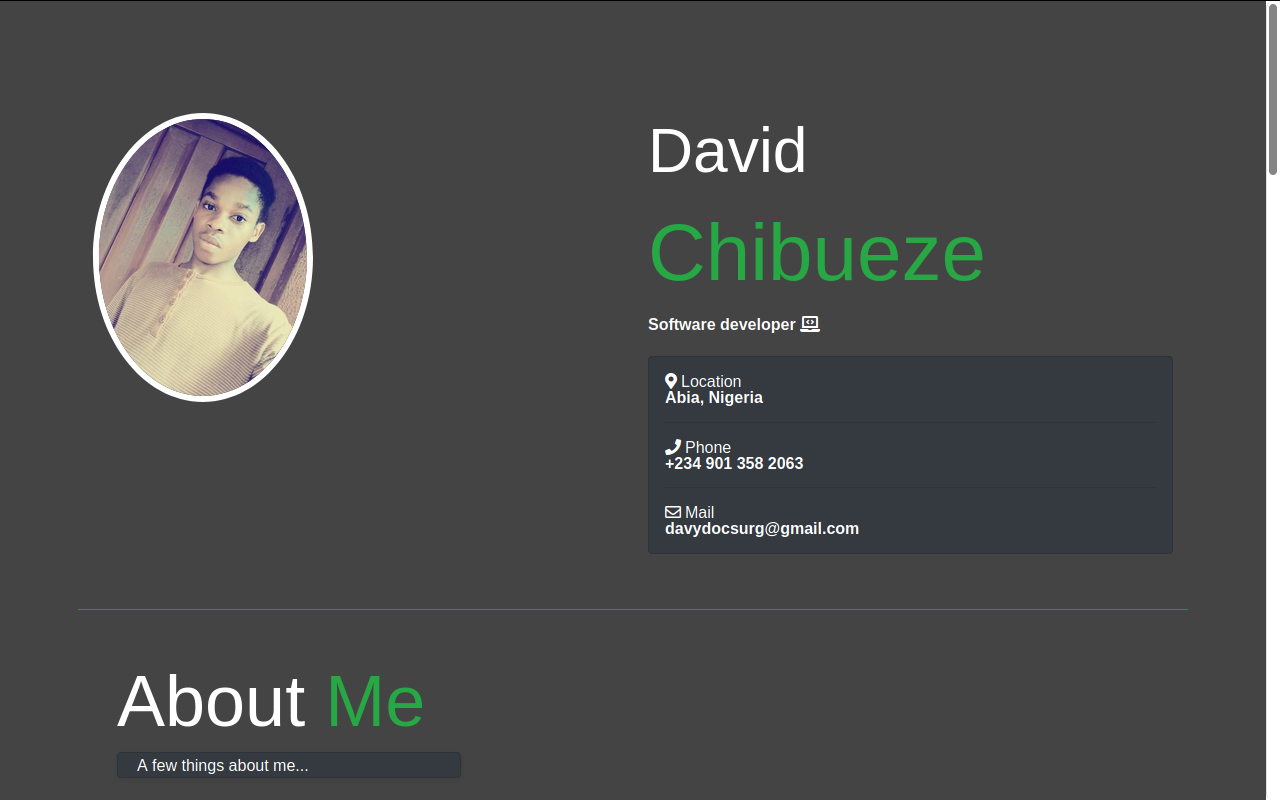 David
Chibueze
Software developer
Location
Abia, Nigeria
Phone
+234 901 358 2063
Mail
davydocsurg@gmail.com
About Me
A few things about me...